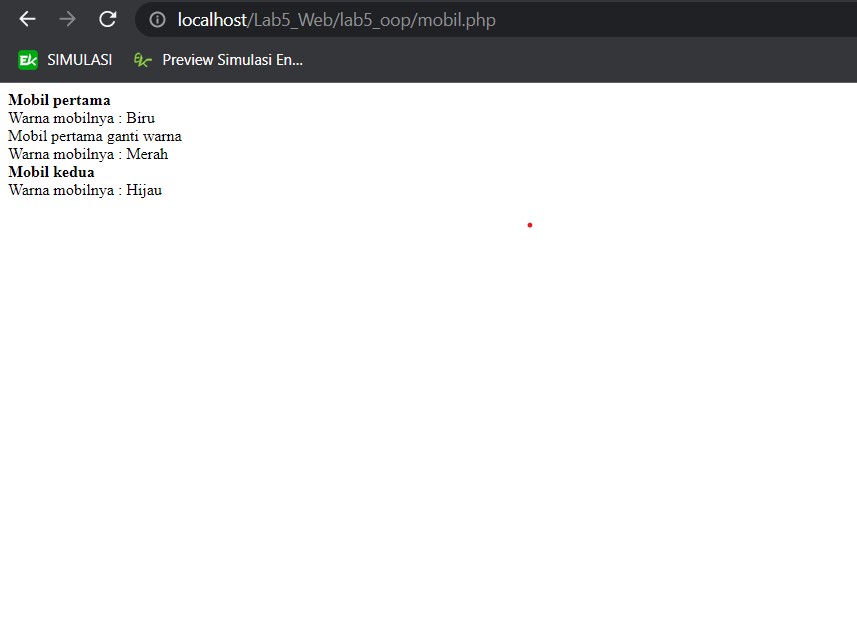 localhost/Lab5_Web/lab5_oop/mobil.php
EK SIMULASI Preview Simulasi En...
Mobil pertama
Warna mobilnya : Biru
Mobil pertama ganti warna
Warna mobilnya : Merah
Mobil kedua
Warna mobilnya : Hijau